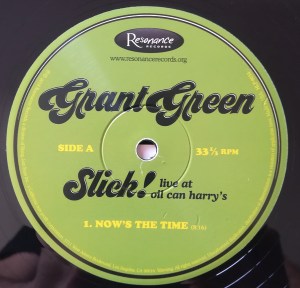 Resonance
RECORDS
www.resonancerecords.org
Grant Green
SIDE A
33⅓ RPM
Slick! live at
oil can harry's
1. NOW'S THE TIME